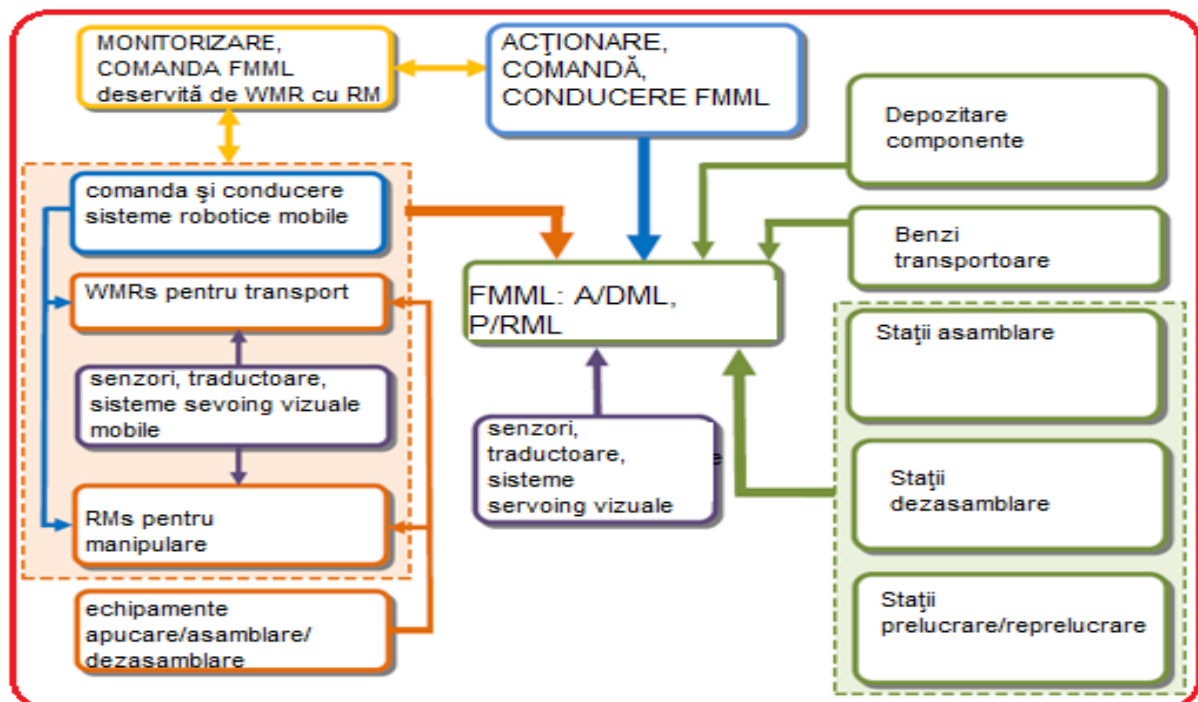 MONITORIZARE,
COMANDA FMML
deservită de WMR cu RM
ACŢIONARE,
COMANDĂ,
CONDUCERE FMML
Depozitare
componente
comanda şi conducere
sisteme robotice mobile
Benzi
transportoare
WMRs pentru transport
FMML: A/DML,
P/RML
Staţii asamblare
senzori, traductoare,
sisteme sevoing vizuale
mobile
senzori,
traductoare,
sisteme
servoing vizuale
e
Staţii
dezasamblare
RMs pentru
manipulare
echipamente
apucare/asamblare/
dezasamblare
Staţii
prelucrare/reprelucrare